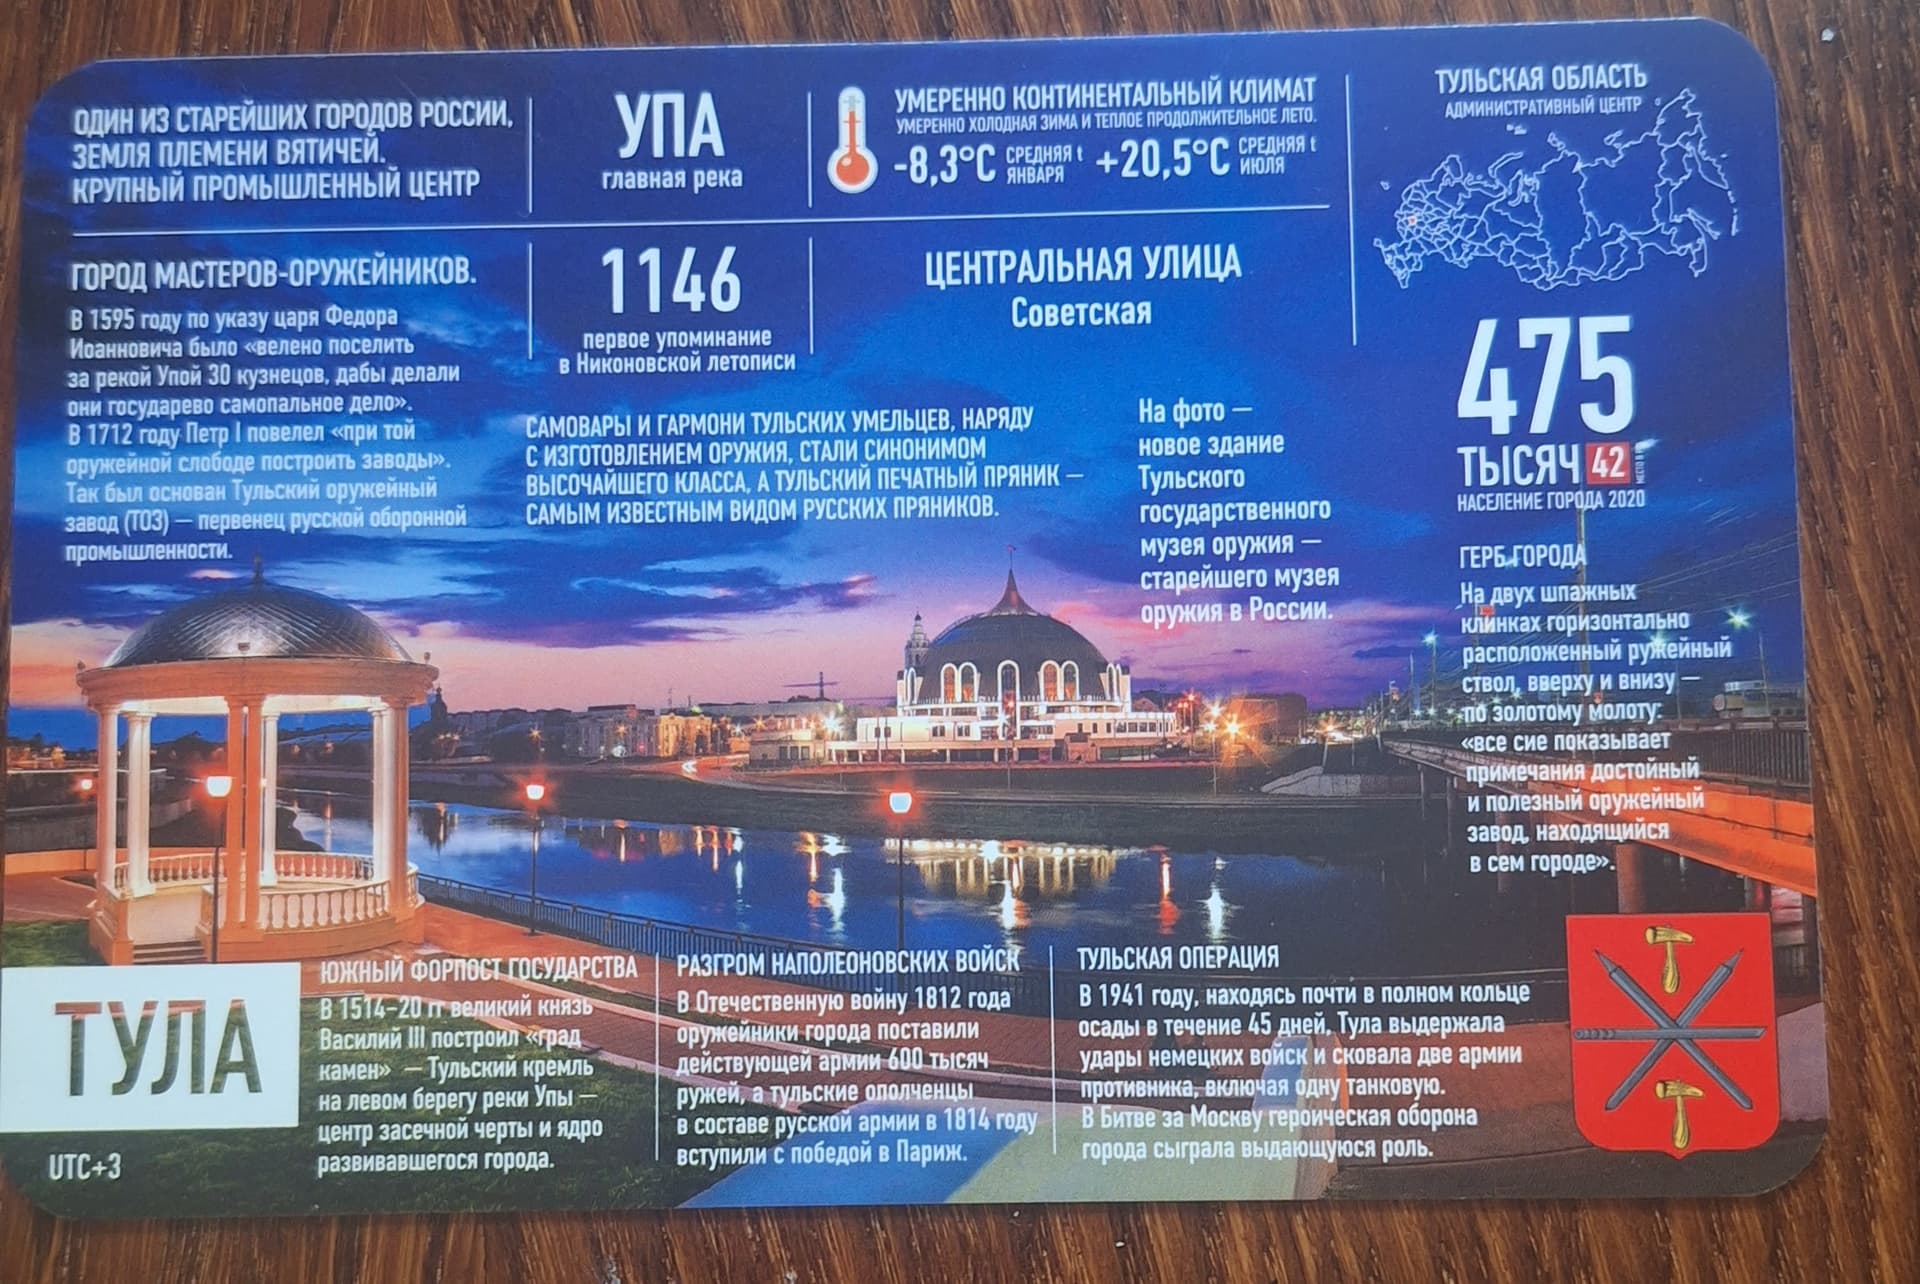 ОДИН ИЗ СТАРЕЙШИХ ГОРОДОВ РОССИИ,
ЗЕМЛЯ ПЛЕМЕНИ ВЯТИЧЕЙ.
КРУПНЫЙ ПРОМЫШЛЕННЫЙ ЦЕНТР
УПА
главная река
УМЕРЕННО КОНТИНЕНТАЛЬНЫЙ КЛИМАТ
УМЕРЕННО ХОЛОДНАЯ ЗИМА И ТЕПЛОЕ ПРОДОЛЖИТЕЛЬНОЕ ЛЕТО.
-8,3°C СРЕДНЯЯ t ЯНВАРЯ
+20,5°C СРЕДНЯЯ t ИЮЛЯ
ТУЛЬСКАЯ ОБЛАСТЬ
АДМИНИСТРАТИВНЫЙ ЦЕНТР
ГОРОД МАСТЕРОВ-ОРУЖЕЙНИКОВ.
В 1595 году по указу царя Федора
Иоанновича было «велено поселить
за рекой Упой 30 кузнецов, дабы делали
они государево самопальное дело».
В 1712 году Петр I повелел «при той
оружейной слободе построить заводы».
Так был основан Тульский оружейный
завод (ТОЗ) — первенец русской оборонной
промышленности.
1146
первое упоминание
в Никоновской летописи
ЦЕНТРАЛЬНАЯ УЛИЦА
Советская
САМОВАРЫ И ГАРМОНИ ТУЛЬСКИХ УМЕЛЬЦЕВ, НАРЯДУ
С ИЗГОТОВЛЕНИЕМ ОРУЖИЯ, СТАЛИ СИНОНИМОМ
ВЫСОЧАЙШЕГО КЛАССА, А ТУЛЬСКИЙ ПЕЧАТНЫЙ ПРЯНИК —
САМЫМ ИЗВЕСТНЫМ ВИДОМ РУССКИХ ПРЯНИКОВ.
На фото —
новое здание
Тульского
государственного
музея оружия —
старейшего музея
оружия в России.
475
ТЫСЯЧ 42
НАСЕЛЕНИЕ ГОРОДА 2020
ГЕРБ ГОРОДА
На двух шпажных
клинках горизонтально
расположенный ружейный
ствол, вверху и внизу —
по золотому молоту:
«все сие показывает
примечания достойный
и полезный оружейный
завод, находящийся
в сем городе».
ТУЛА
UTC+3
ЮЖНЫЙ ФОРПОСТ ГОСУДАРСТВА
В 1514-20 гг великий князь
Василий III построил «град
камен» — Тульский кремль
на левом берегу реки Упы —
центр засечной черты и ядро
развивавшегося города.
РАЗГРОМ НАПОЛЕОНОВСКИХ ВОЙСК
В Отечественную войну 1812 года
оружейники города поставили
действующей армии 600 тысяч
ружей, а тульские ополченцы
в составе русской армии в 1814 году
вступили с победой в Париж.
ТУЛЬСКАЯ ОПЕРАЦИЯ
В 1941 году, находясь почти в полном кольце
осады в течение 45 дней, Тула выдержала
удары немецких войск и сковала две армии
противника, включая одну танковую.
В Битве за Москву героическая оборона
города сыграла выдающуюся роль.